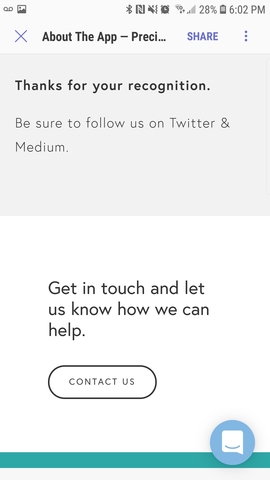 28% 6:02 PM
About The App — Preci... SHARE
Thanks for your recognition.
Be sure to follow us on Twitter &
Medium.
Get in touch and let
us know how we can
help.
CONTACT US